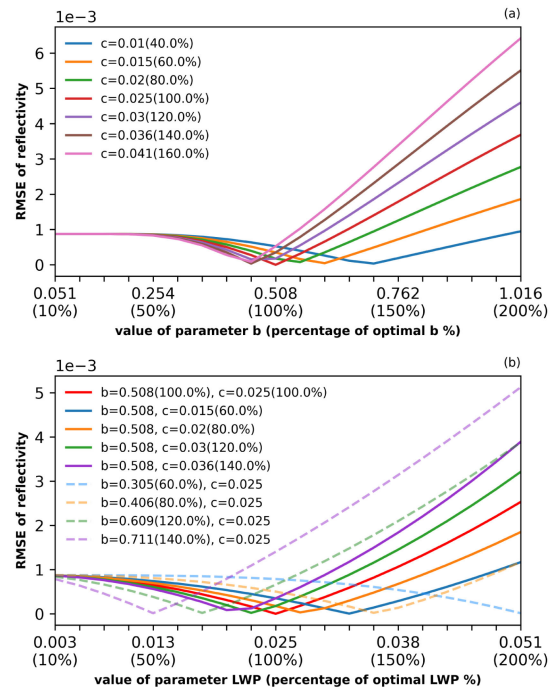 1e−3
(a)
RMSE of reflectivity
6
5
4
3
2
1
0
c=0.01(40.0%)
c=0.015(60.0%)
c=0.02(80.0%)
c=0.025(100.0%)
c=0.03(120.0%)
c=0.036(140.0%)
c=0.041(160.0%)
0.051 0.254 0.508 0.762 1.016
(10%) (50%) (100%) (150%) (200%)
value of parameter b (percentage of optimal b %)
1e−3
(b)
RMSE of reflectivity
5
4
3
2
1
0
b=0.508(100.0%), c=0.025(100.0%)
b=0.508, c=0.015(60.0%)
b=0.508, c=0.02(80.0%)
b=0.508, c=0.03(120.0%)
b=0.508, c=0.036(140.0%)
b=0.305(60.0%), c=0.025
b=0.406(80.0%), c=0.025
b=0.609(120.0%), c=0.025
b=0.711(140.0%), c=0.025
0.003 0.013 0.025 0.038 0.051
(10%) (50%) (100%) (150%) (200%)
value of parameter LWP (percentage of optimal LWP %)